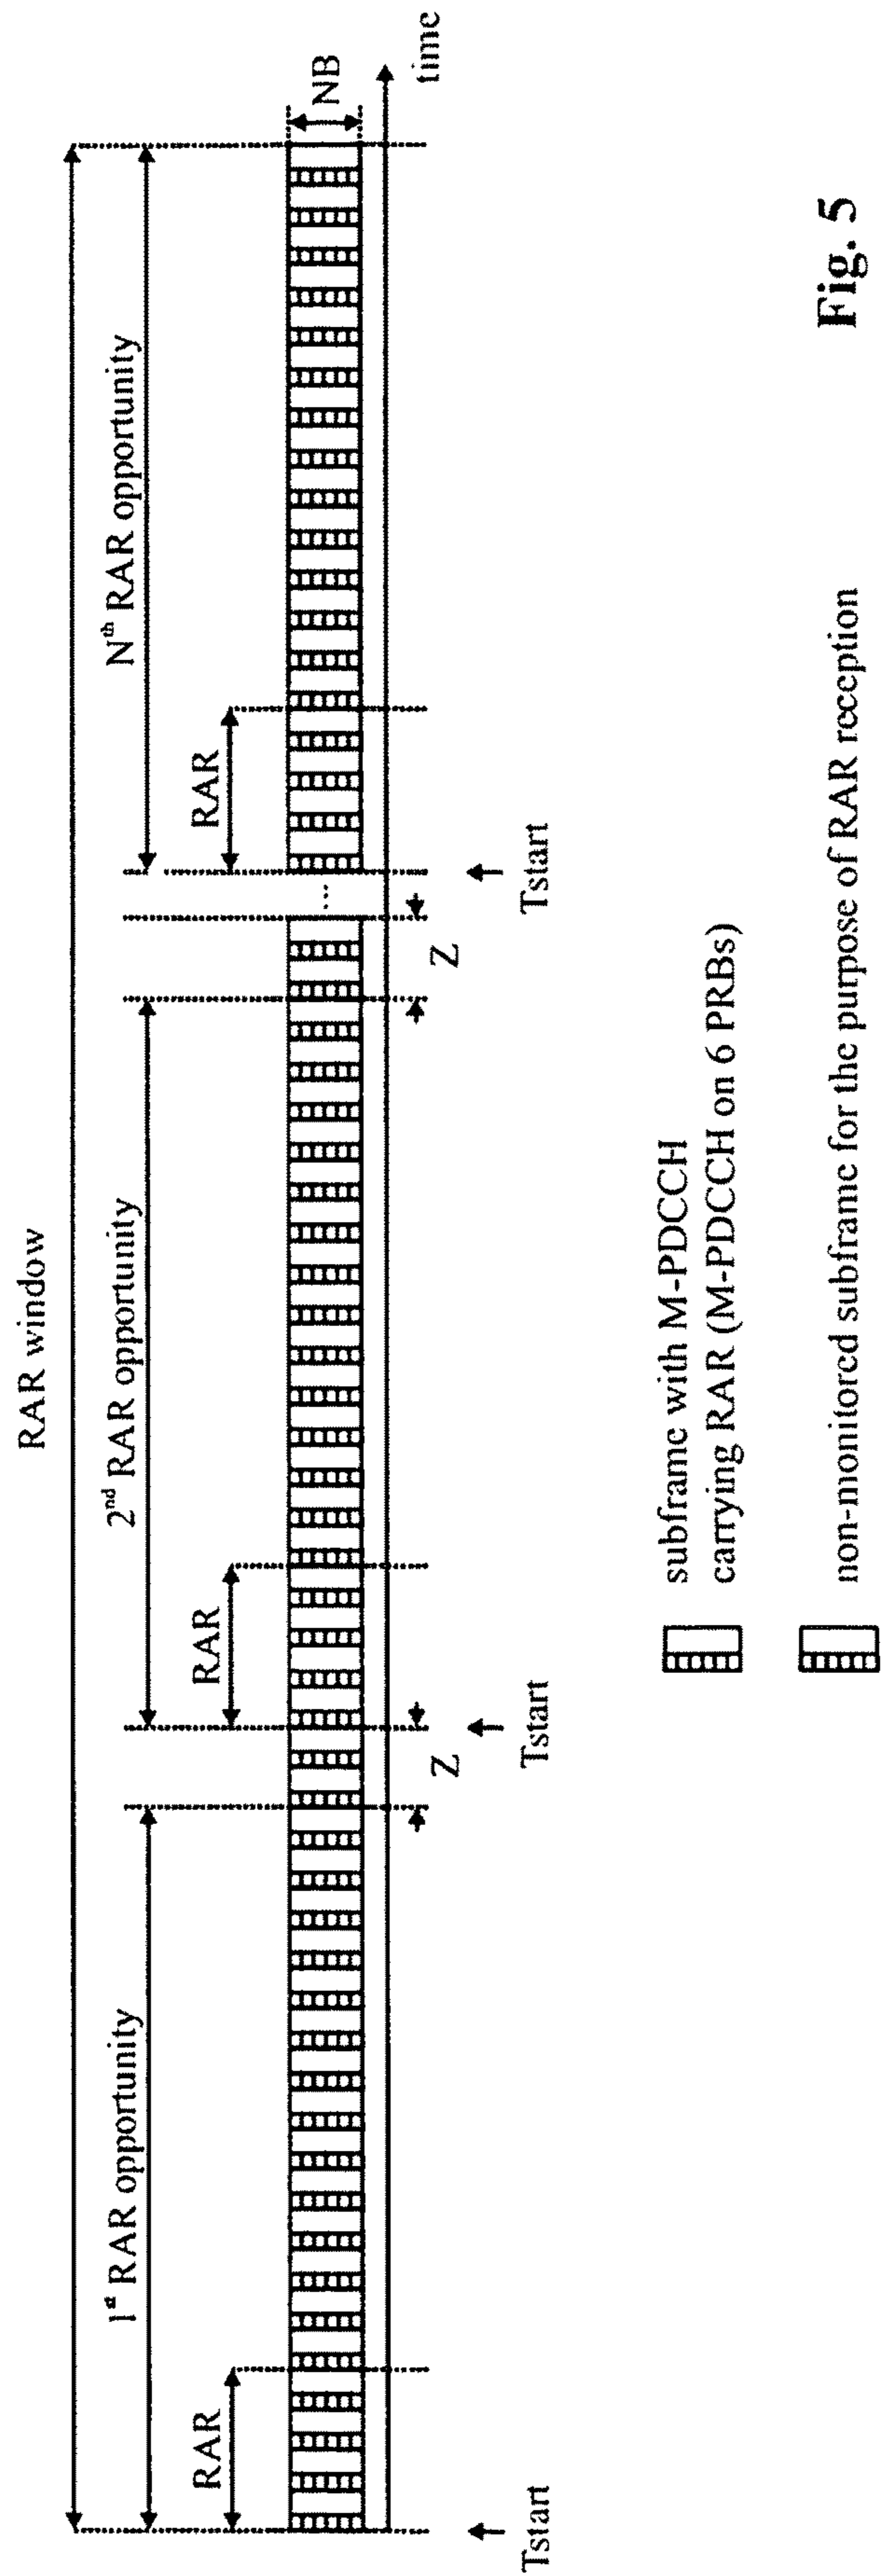 RAR window
1st RAR opportunity
2nd RAR opportunity
Nth RAR opportunity
RAR
RAR
RAR
NB
...
time
Z
Z
Tstart
Tstart
Tstart
subframe with M-PDCCH
carrying RAR (M-PDCCH on 6 PRBs)
non-monitored subframe for the purpose of RAR reception
Fig. 5